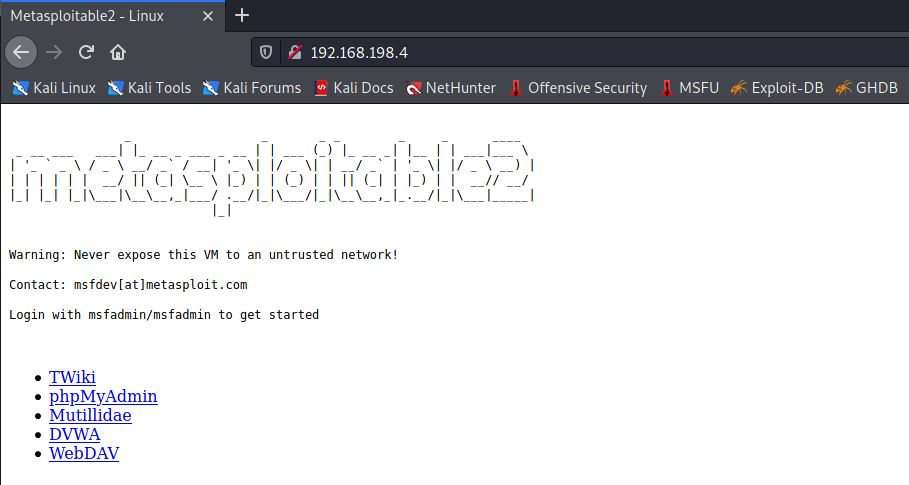 Metasploitable2 - Linux
192.168.198.4
Kali Linux Kali Tools Kali Forums Kali Docs NetHunter Offensive Security MSFU Exploit-DB GHDB
metasploitable2
Warning: Never expose this VM to an untrusted network!
Contact: msfdev[at]metasploit.com
Login with msfadmin/msfadmin to get started
TWiki
phpMyAdmin
Mutillidae
DVWA
WebDAV